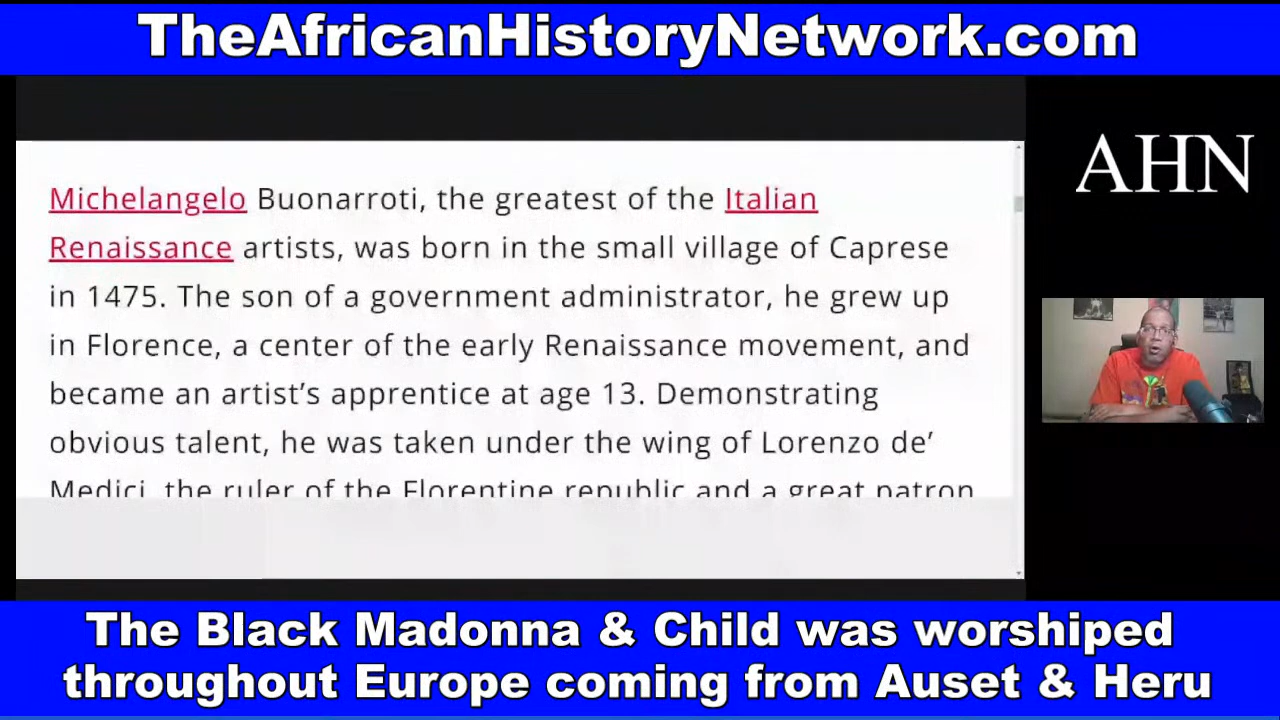 TheAfricanHistoryNetwork.com
AHN
Michelangelo Buonarroti, the greatest of the Italian
Renaissance artists, was born in the small village of Caprese
in 1475. The son of a government administrator, he grew up
in Florence, a center of the early Renaissance movement, and
became an artist’s apprentice at age 13. Demonstrating
obvious talent, he was taken under the wing of Lorenzo de’
Medici, the ruler of the Florentine republic and a great patron
The Black Madonna & Child was worshiped
throughout Europe coming from Auset & Heru